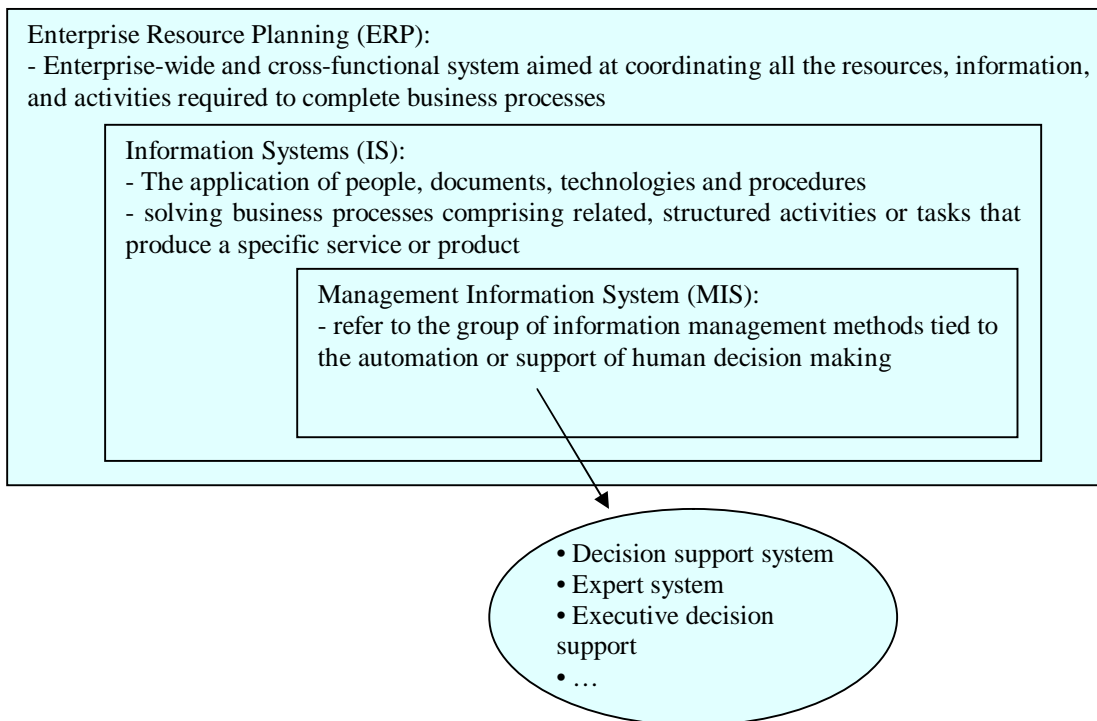 Enterprise Resource Planning (ERP):
- Enterprise-wide and cross-functional system aimed at coordinating all the resources, information,
and activities required to complete business processes
Information Systems (IS):
- The application of people, documents, technologies and procedures
- solving business processes comprising related, structured activities or tasks that
produce a specific service or product
Management Information System (MIS):
- refer to the group of information management methods tied to
the automation or support of human decision making
• Decision support system
• Expert system
• Executive decision
support
• …